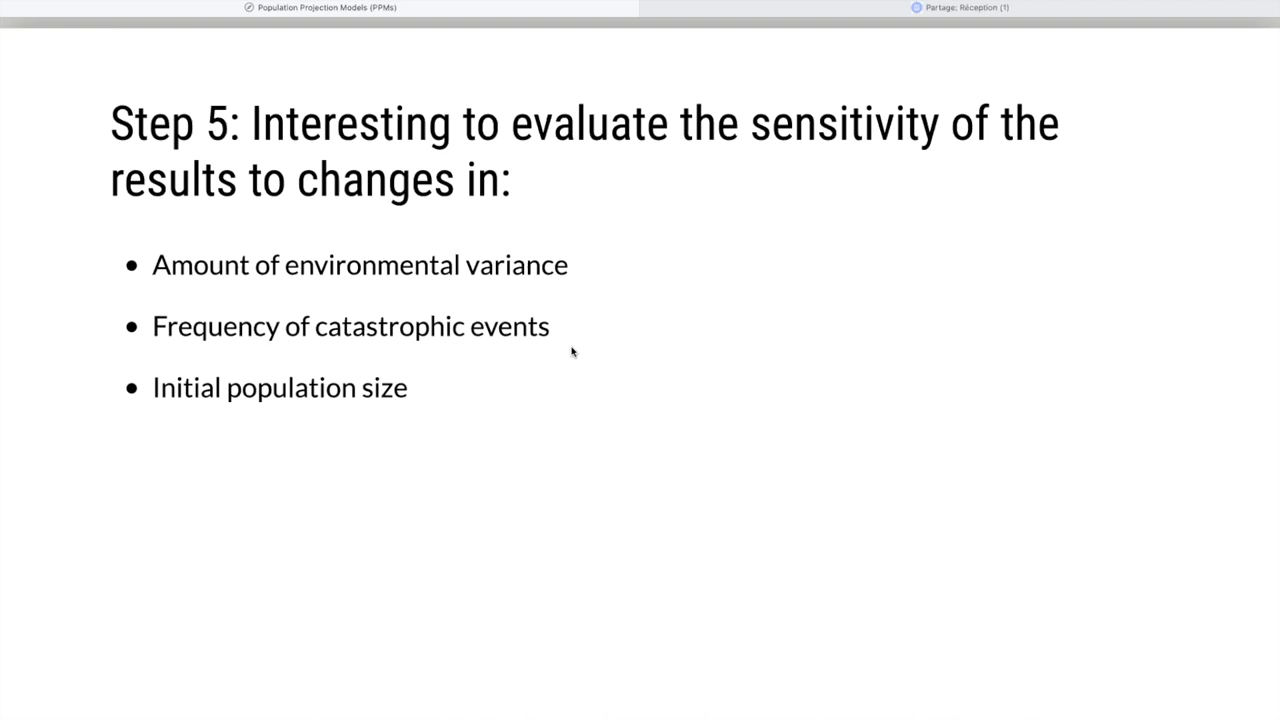 Population Projection Models (PPMs)
Partage: Réception (1)
Step 5: Interesting to evaluate the sensitivity of the
results to changes in:
• Amount of environmental variance
• Frequency of catastrophic events
• Initial population size